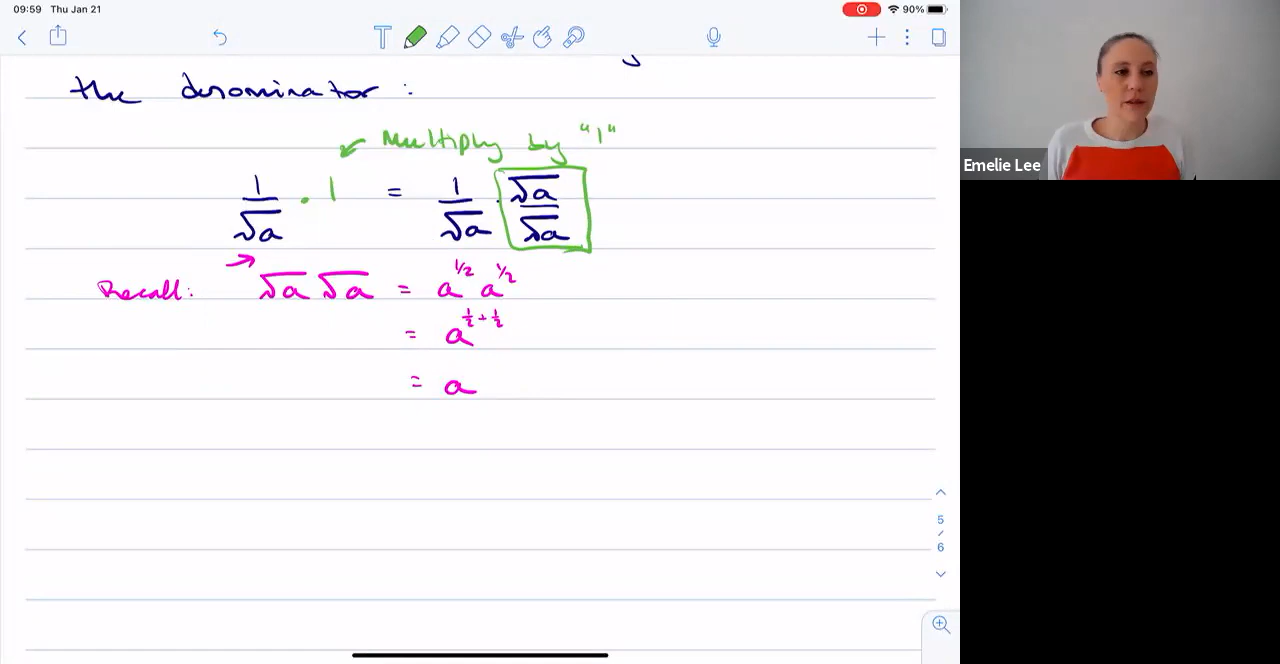 09:59 Thu Jan 21
90%
the denominator :
Multiply by "1"
1/√a · 1 = 1/√a · √a/√a
Recall: √a √a = a^1/2 a^1/2
= a^1/2 + 1/2
= a
Emelie Lee
5
/
6